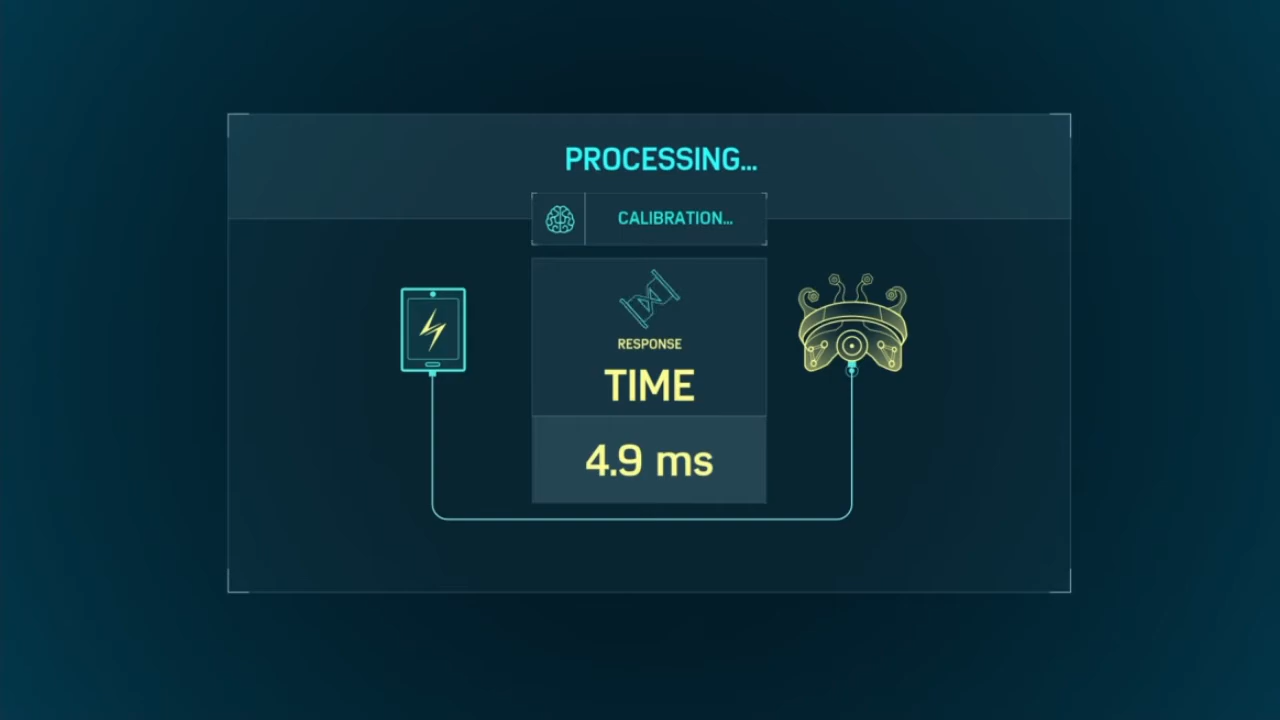 PROCESSING...
CALIBRATION...
RESPONSE
TIME
4.9 ms